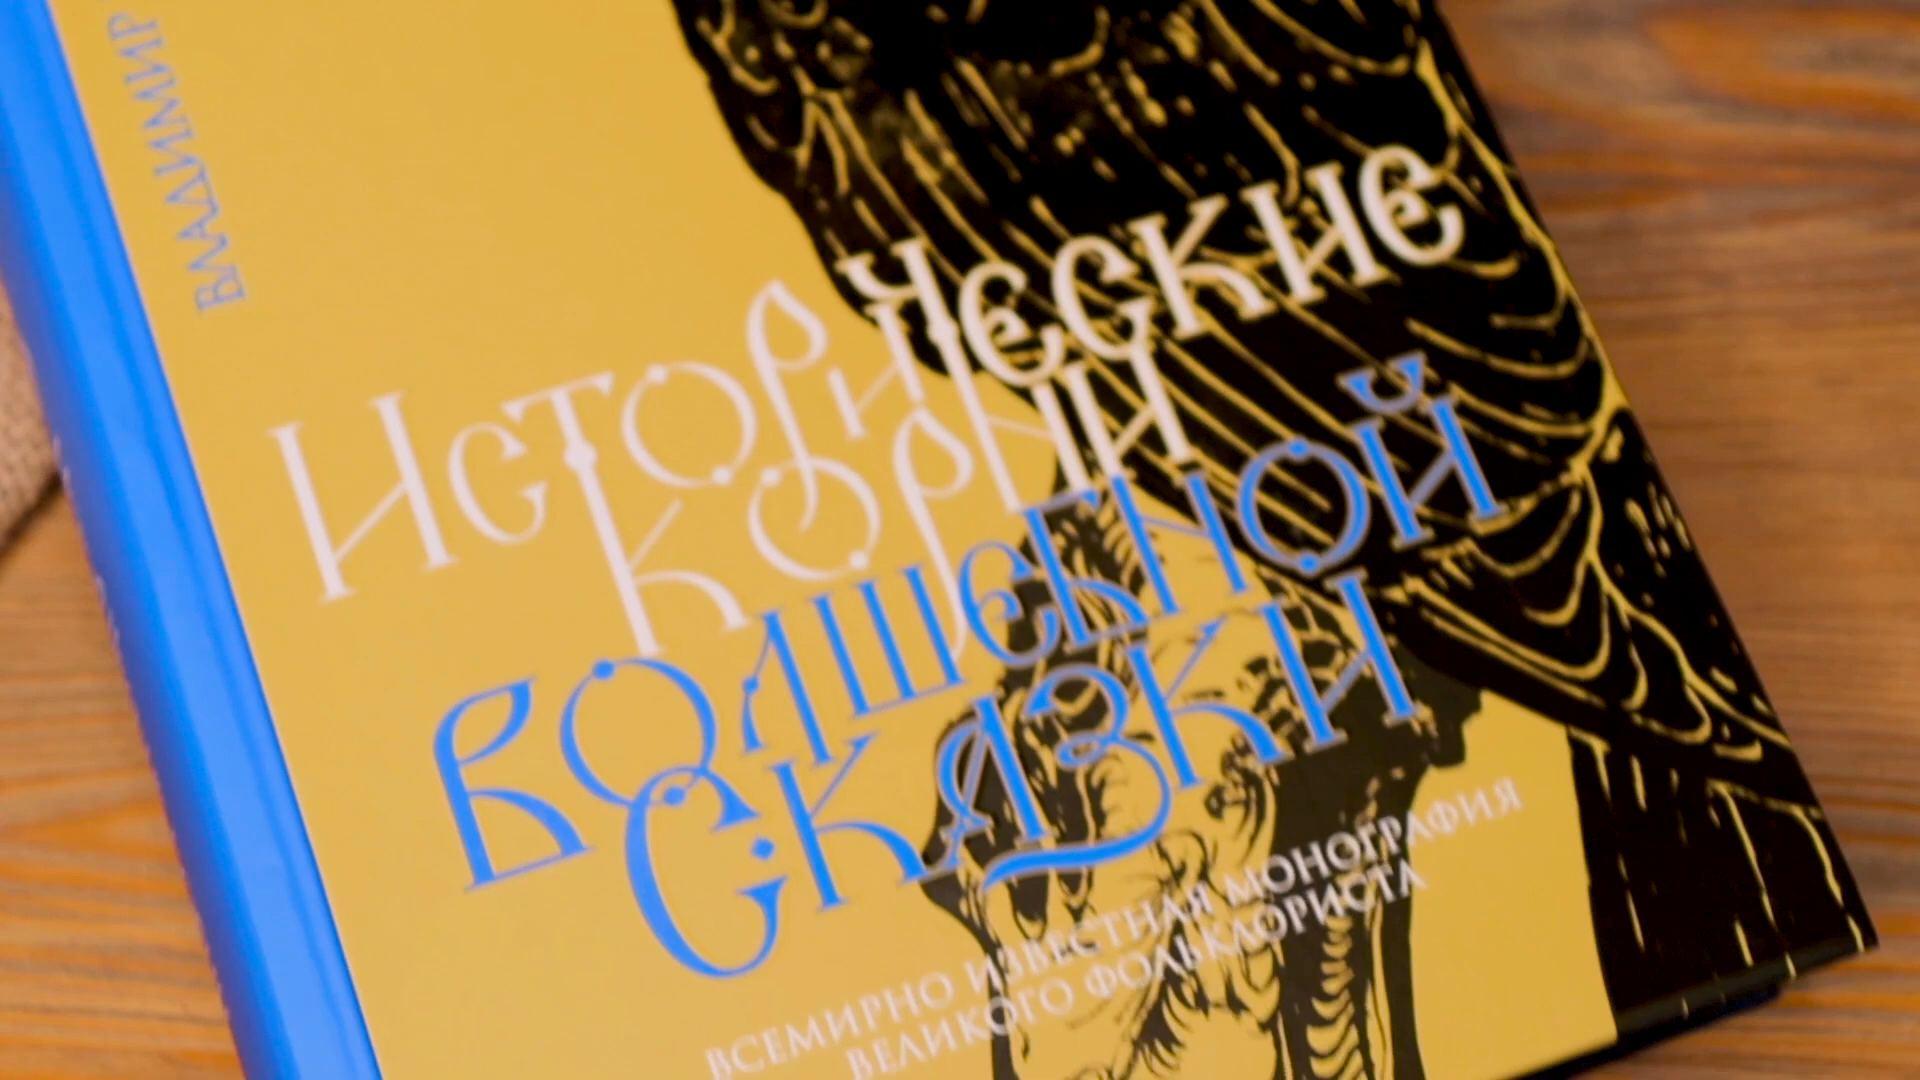 ВЛАДИМИР
Исторические
корни
волшебной
сказки
ВСЕМИРНО ИЗВЕСТНАЯ МОНОГРАФИЯ
ВЕЛИКОГО ФОЛЬКЛОРИСТА